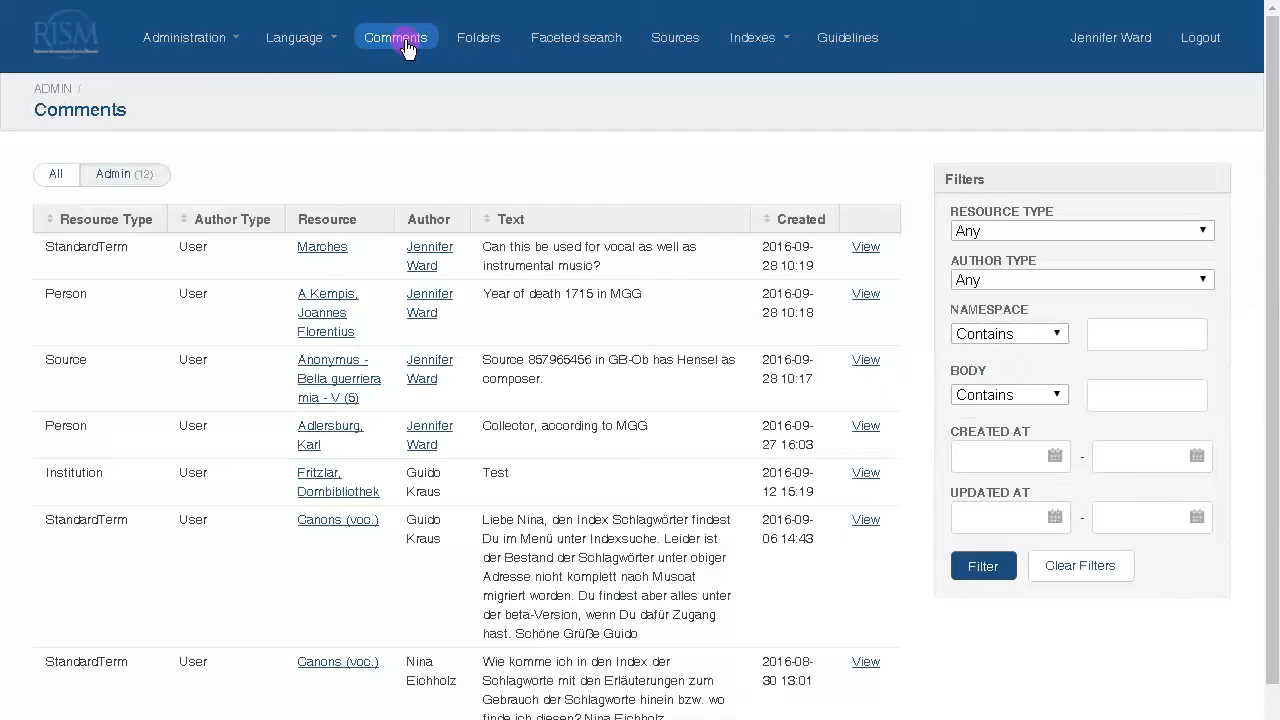 RISM
Administration Language Comments Folders Faceted search Sources Indexes Guidelines Jennifer Ward Logout
ADMIN /
Comments
All Admin (12)
Resource Type Author Type Resource Author Text Created
StandardTerm User Marches Jennifer Can this be used for vocal as well as 2016-09- View
Ward instrumental music? 28 10:19
Person User A Kempis, Jennifer Year of death 1715 in MGG 2016-09- View
Joannes Ward 28 10:18
Florentius
Source User Anonymus - Jennifer Source 857965456 in GB-Ob has Hensel as 2016-09- View
Bella guerriera Ward composer. 28 10:17
mia - V (5)
Person User Adlersburg, Jennifer Collector, according to MGG 2016-09- View
Karl Ward 27 16:03
Institution User Fritzlar, Guido Test 2016-09- View
Dombibliothek Kraus 12 15:19
StandardTerm User Canons (voc.) Guido Liebe Nina, den Index Schlagwörter findest 2016-09- View
Kraus Du im Menü unter Indexsuche. Leider ist 06 14:43
der Bestand der Schlagwörter unter obiger
Adresse nicht komplett nach Muscat
migriert worden. Du findest aber alles unter
der beta-Version, wenn Du dafür Zugang
hast. Schöne Grüße Guido
StandardTerm User Canons (voc.) Nina Wie komme ich in den Index der 2016-08- View
Eichholz Schlagworte mit den Erläuterungen zum 30 13:01
Gebrauch der Schlagworte hinein bzw. wo
finde ich diesen? Nina Eichholz
Filters
RESOURCE TYPE
Any
AUTHOR TYPE
Any
NAMESPACE
Contains
BODY
Contains
CREATED AT
-
UPDATED AT
-
Filter Clear Filters